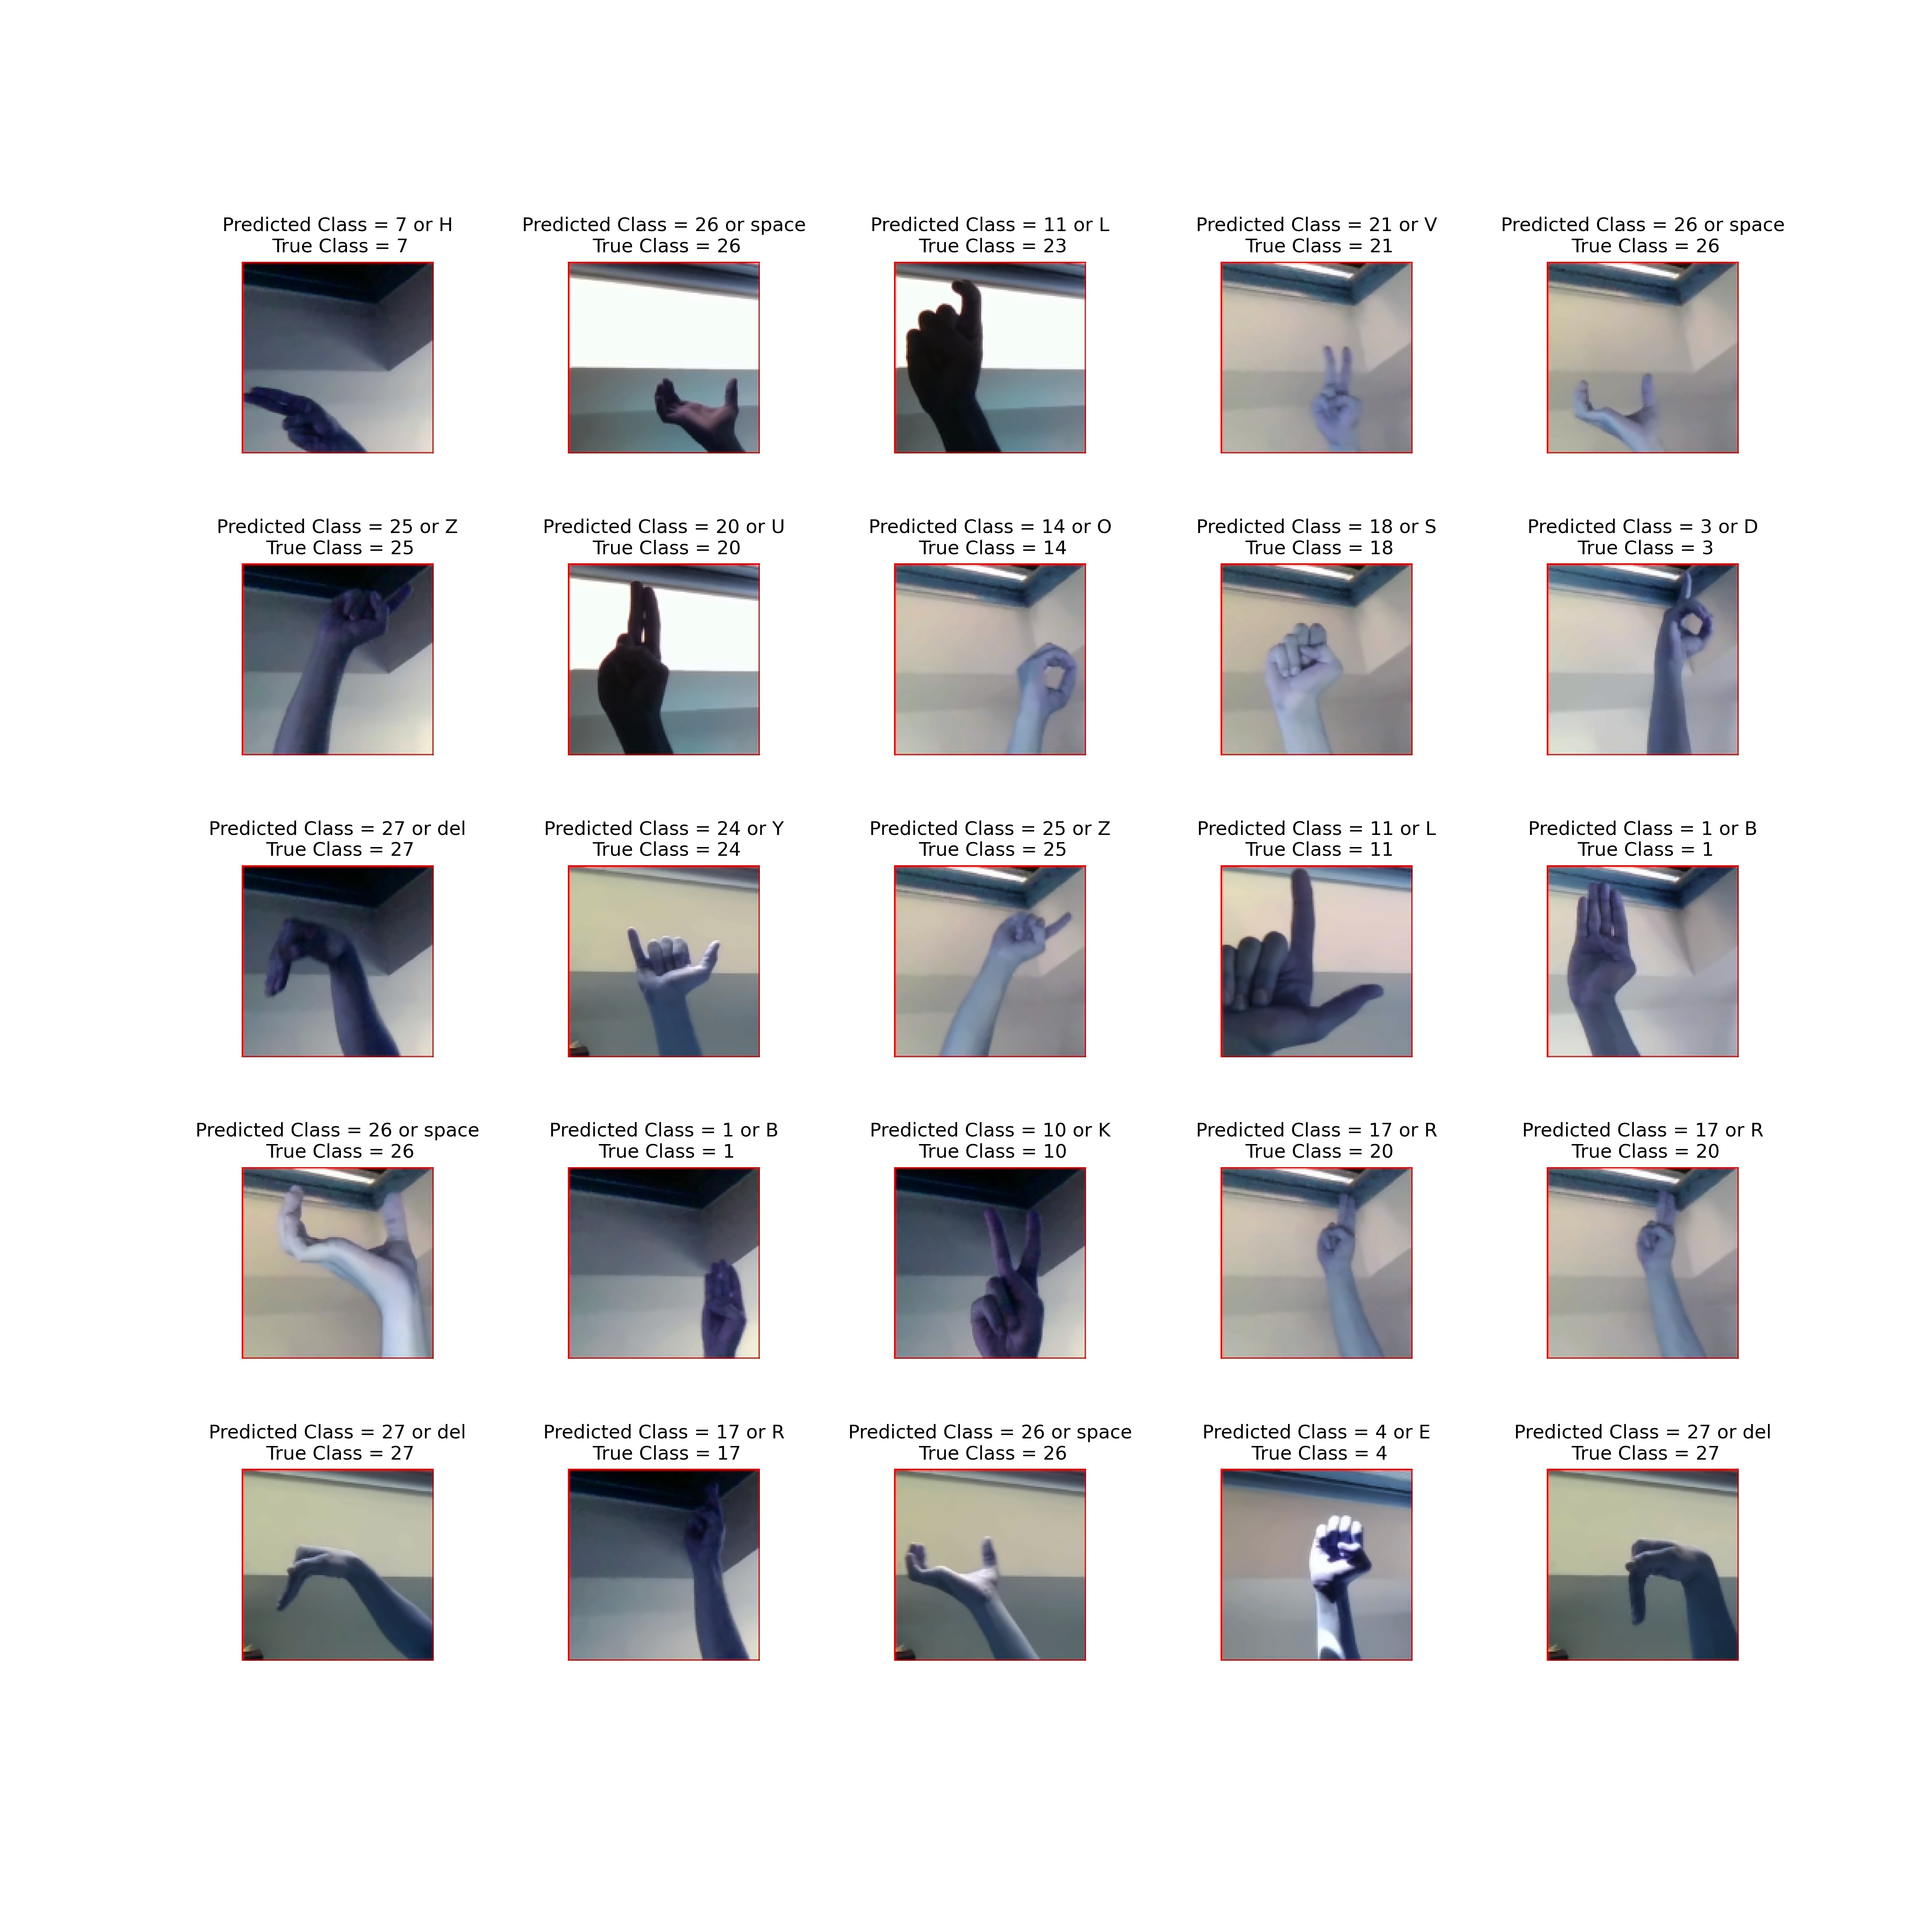 Predicted Class = 7 or H
True Class = 7
Predicted Class = 26 or space
True Class = 26
Predicted Class = 11 or L
True Class = 23
Predicted Class = 21 or V
True Class = 21
Predicted Class = 26 or space
True Class = 26
Predicted Class = 25 or Z
True Class = 25
Predicted Class = 20 or U
True Class = 20
Predicted Class = 14 or O
True Class = 14
Predicted Class = 18 or S
True Class = 18
Predicted Class = 3 or D
True Class = 3
Predicted Class = 27 or del
True Class = 27
Predicted Class = 24 or Y
True Class = 24
Predicted Class = 25 or Z
True Class = 25
Predicted Class = 11 or L
True Class = 11
Predicted Class = 1 or B
True Class = 1
Predicted Class = 26 or space
True Class = 26
Predicted Class = 1 or B
True Class = 1
Predicted Class = 10 or K
True Class = 10
Predicted Class = 17 or R
True Class = 20
Predicted Class = 17 or R
True Class = 20
Predicted Class = 27 or del
True Class = 27
Predicted Class = 17 or R
True Class = 17
Predicted Class = 26 or space
True Class = 26
Predicted Class = 4 or E
True Class = 4
Predicted Class = 27 or del
True Class = 27